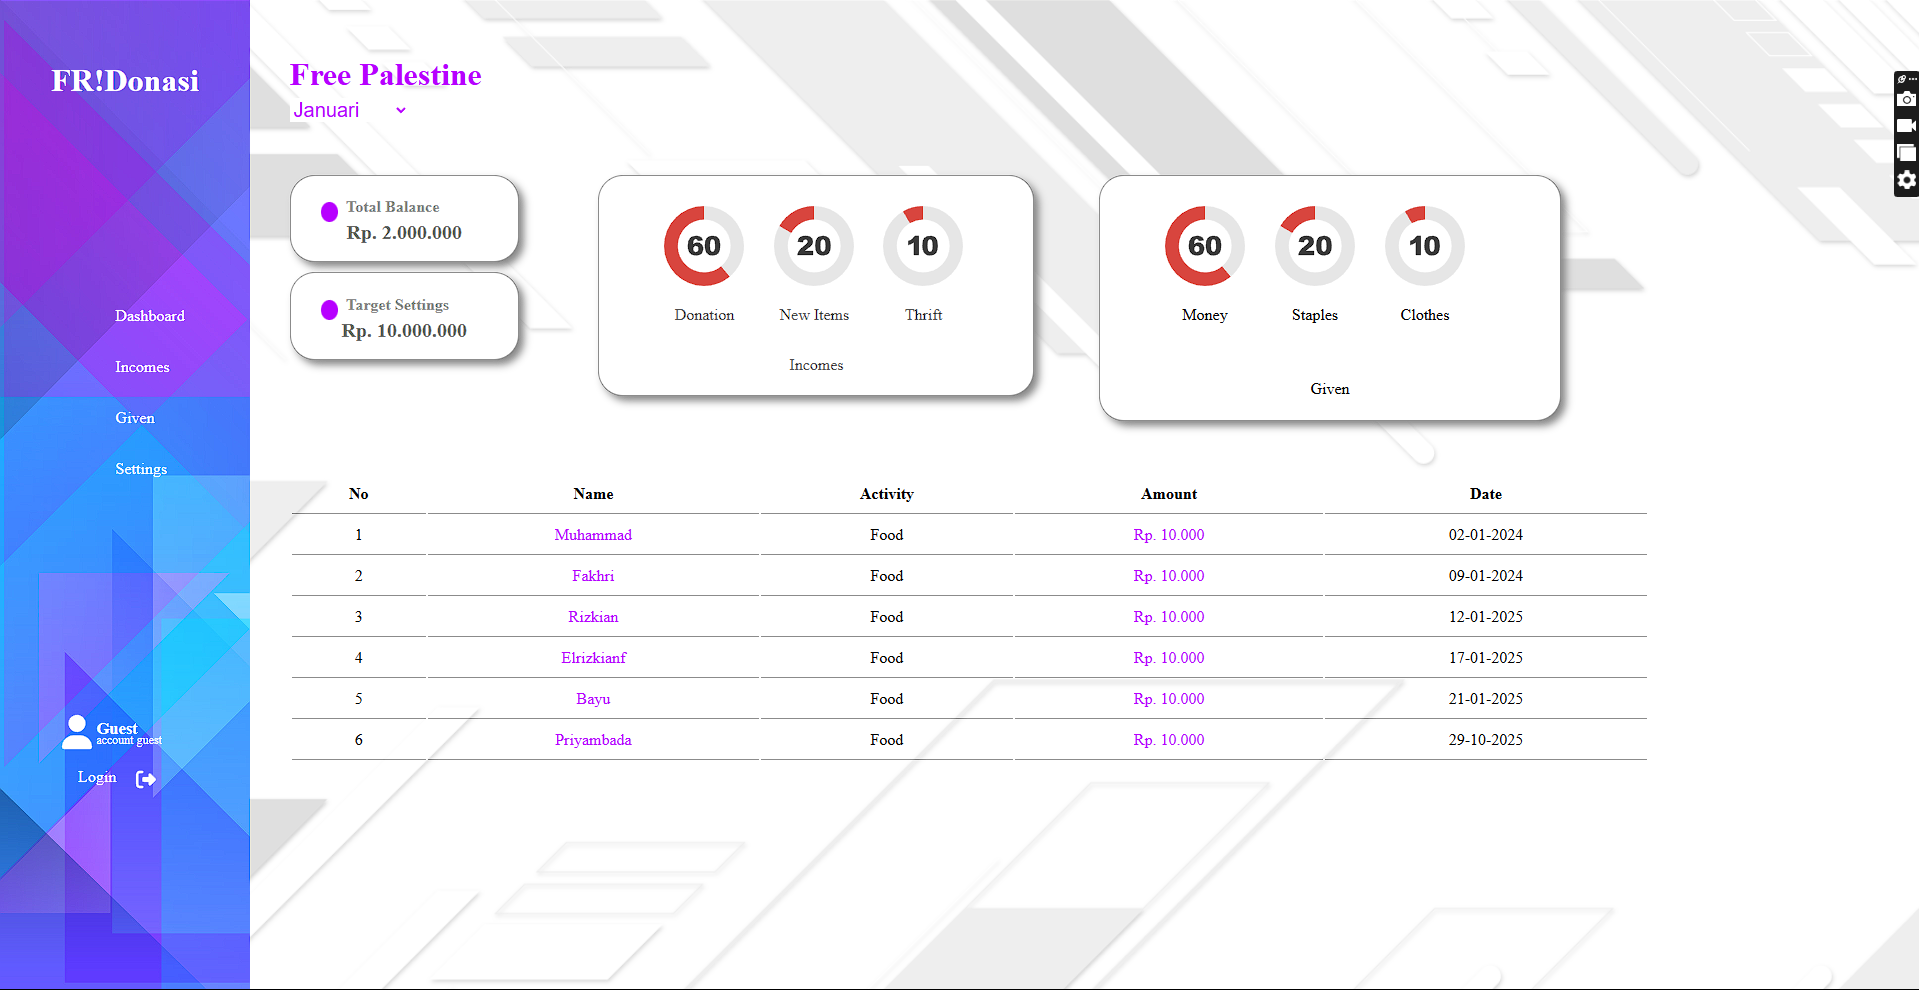 FR!Donasi
Dashboard
Incomes
Given
Settings
Guest
account guest
Login
Free Palestine
Januari
Total Balance
Rp. 2.000.000
Target Settings
Rp. 10.000.000
60 20 10
Donation New Items Thrift
Incomes
60 20 10
Money Staples Clothes
Given
No Name Activity Amount Date
1 Muhammad Food Rp. 10.000 02-01-2024
2 Fakhri Food Rp. 10.000 09-01-2024
3 Rizkian Food Rp. 10.000 12-01-2025
4 Elrizkianf Food Rp. 10.000 17-01-2025
5 Bayu Food Rp. 10.000 21-01-2025
6 Priyambada Food Rp. 10.000 29-10-2025